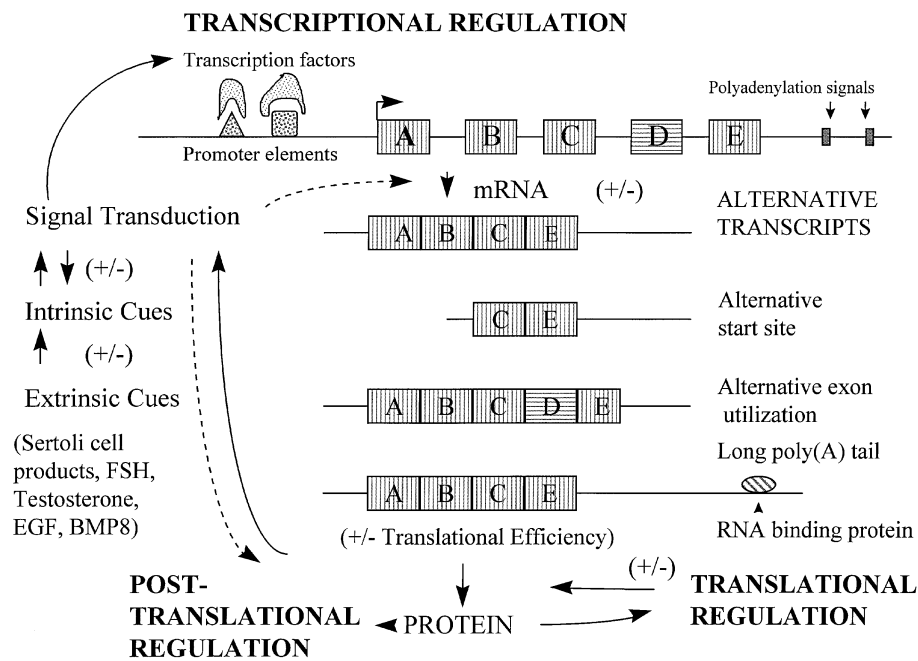 TRANSCRIPTIONAL REGULATION
Transcription factors
Polyadenylation signals
A B C D E
Promoter elements
mRNA (+/-)
ALTERNATIVE
TRANSCRIPTS
Signal Transduction
A B C E
(+/-)
Intrinsic Cues
C E
Alternative
start site
(+/-)
Extrinsic Cues
A B C D E
Alternative exon
utilization
(Sertoli cell
products, FSH,
Testosterone,
EGF, BMP8)
Long poly(A) tail
A B C E
RNA binding protein
(+/- Translational Efficiency)
(+/-)
POST-
TRANSLATIONAL
REGULATION
PROTEIN
TRANSLATIONAL
REGULATION